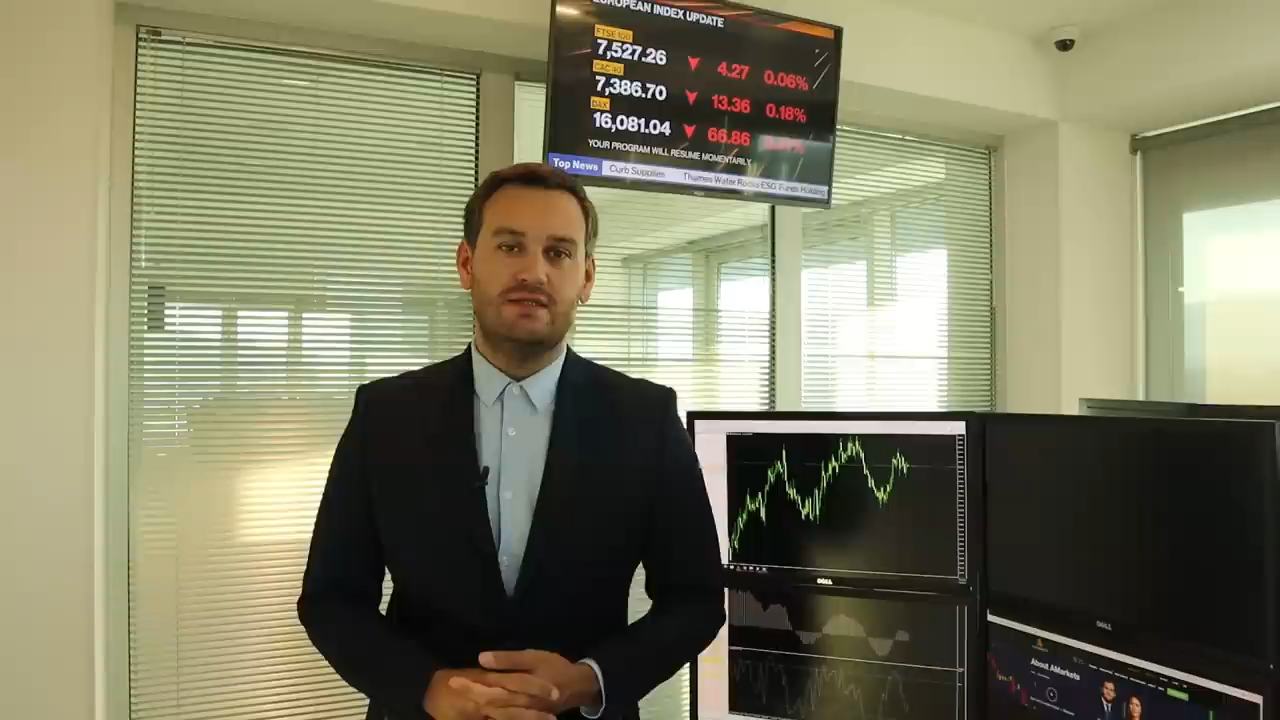 EUROPEAN INDEX UPDATE
FTSE 100
7,527.26 4.27 0.06%
CAC 40
7,386.70 13.36 0.18%
DAX
16,081.04 66.86
YOUR PROGRAM WILL RESUME MOMENTARILY
Top News Curb Supplies Thames Water Rocks ESG Funds Holding
DELL
DELL
About AMarkets